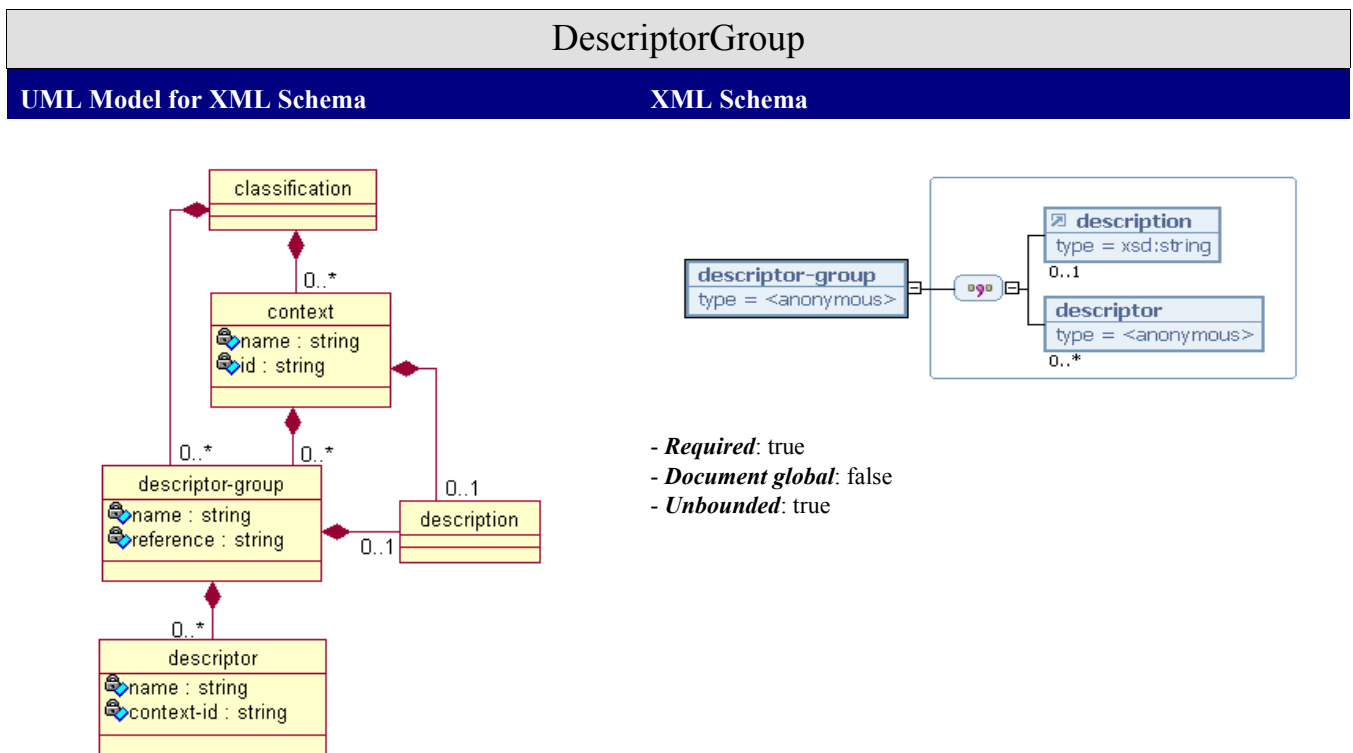 DescriptorGroup
UML Model for XML Schema
XML Schema
classification
0..*
context
name : string
id : string
0..*
0..*
descriptor-group
name : string
reference : string
0..1
description
0..1
0..*
descriptor
name : string
context-id : string
descriptor-group
type = <anonymous>
description
type = xsd:string
0..1
descriptor
type = <anonymous>
0..*
- Required: true
- Document global: false
- Unbounded: true